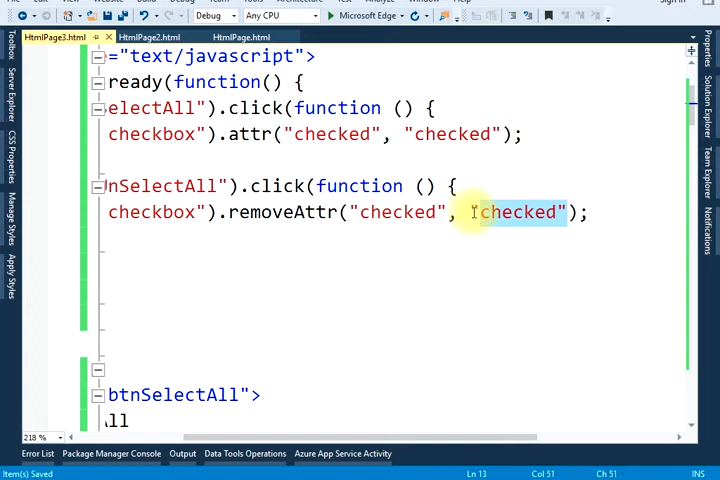 HtmlPage3.html HtmlPage2.html HtmlPage.html
Debug Any CPU Microsoft Edge
="text/javascript">
ready(function() {
electAll").click(function () {
checkbox").attr("checked", "checked");
nSelectAll").click(function () {
checkbox").removeAttr("checked", "checked");
btnSelectAll">
All
218 %
Toolbox
Server Explorer
CSS Properties
Manage Styles
Apply Styles
Properties
Solution Explorer
Team Explorer
Notifications
Error List Package Manager Console Output Data Tools Operations Azure App Service Activity
Item(s) Saved Ln 13 Col 51 Ch 51 INS